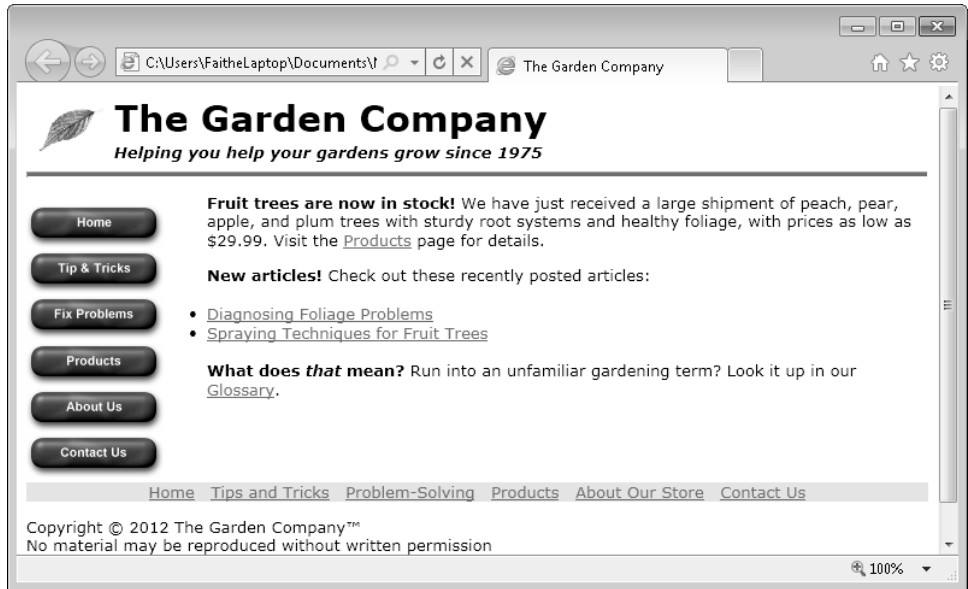 C:\Users\FaitheLaptop\Documents\
The Garden Company
The Garden Company
Helping you help your gardens grow since 1975
Home
Tip & Tricks
Fix Problems
Products
About Us
Contact Us
Fruit trees are now in stock! We have just received a large shipment of peach, pear,
apple, and plum trees with sturdy root systems and healthy foliage, with prices as low as
$29.99. Visit the Products page for details.
New articles! Check out these recently posted articles:
• Diagnosing Foliage Problems
• Spraying Techniques for Fruit Trees
What does that mean? Run into an unfamiliar gardening term? Look it up in our
Glossary.
Home Tips and Tricks Problem-Solving Products About Our Store Contact Us
Copyright © 2012 The Garden Company™
No material may be reproduced without written permission
100%